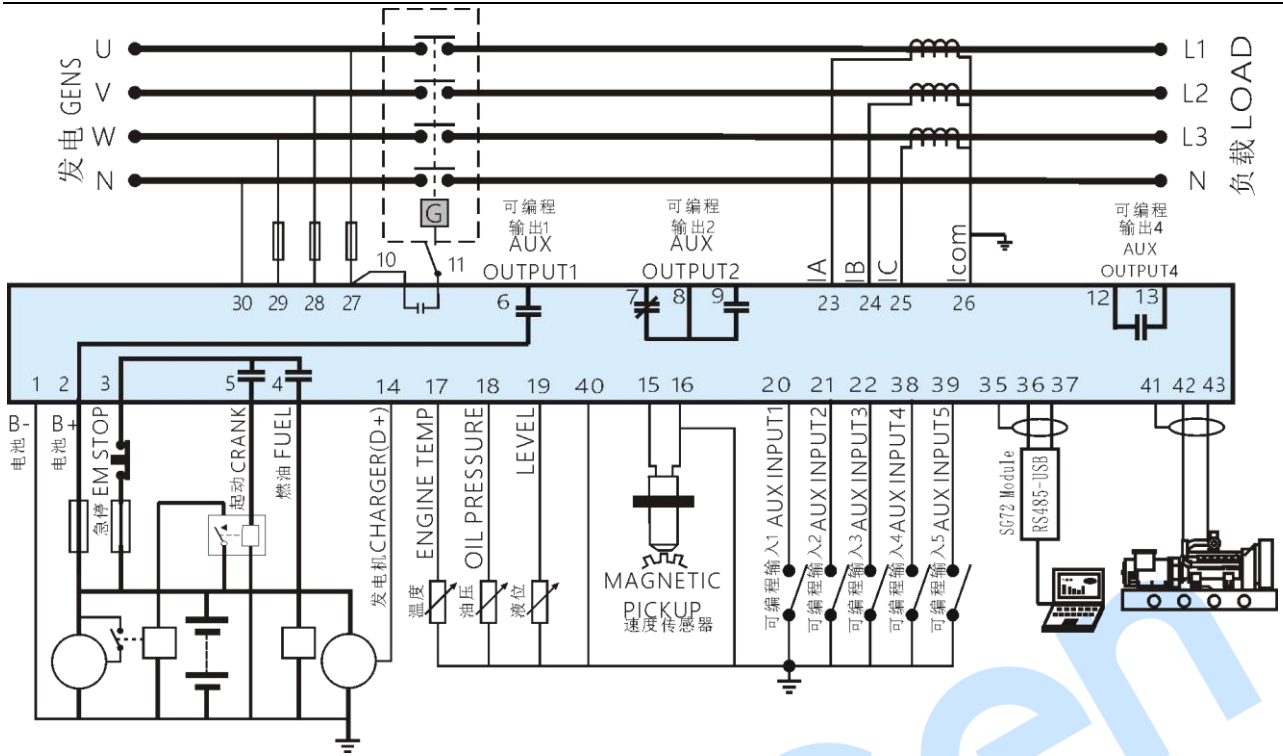 发电 GENS
U
V
W
N
L1
L2
L3
N
负载 LOAD
G
10
11
可编程
输出1
AUX
OUTPUT1
可编程
输出2
AUX
OUTPUT2
IA
IB
IC
Icom
可编程
输出4
AUX
OUTPUT4
30
29
28
27
6
7
8
9
23
24
25
26
12
13
1
2
3
5
4
14
17
18
19
40
15
16
20
21
22
38
39
35
36
37
41
42
43
B-
电池
B+
电池
急停 EM STOP
起动 CRANK
燃油 FUEL
发电机 CHARGER(D+)
ENGINE TEMP
温度
OIL PRESSURE
油压
LEVEL
液位
MAGNETIC
PICKUP
速度传感器
可编程输入1 AUX INPUT1
可编程输入2 AUX INPUT2
可编程输入3 AUX INPUT3
可编程输入4 AUX INPUT4
可编程输入5 AUX INPUT5
SG72 Module
RS485-USB